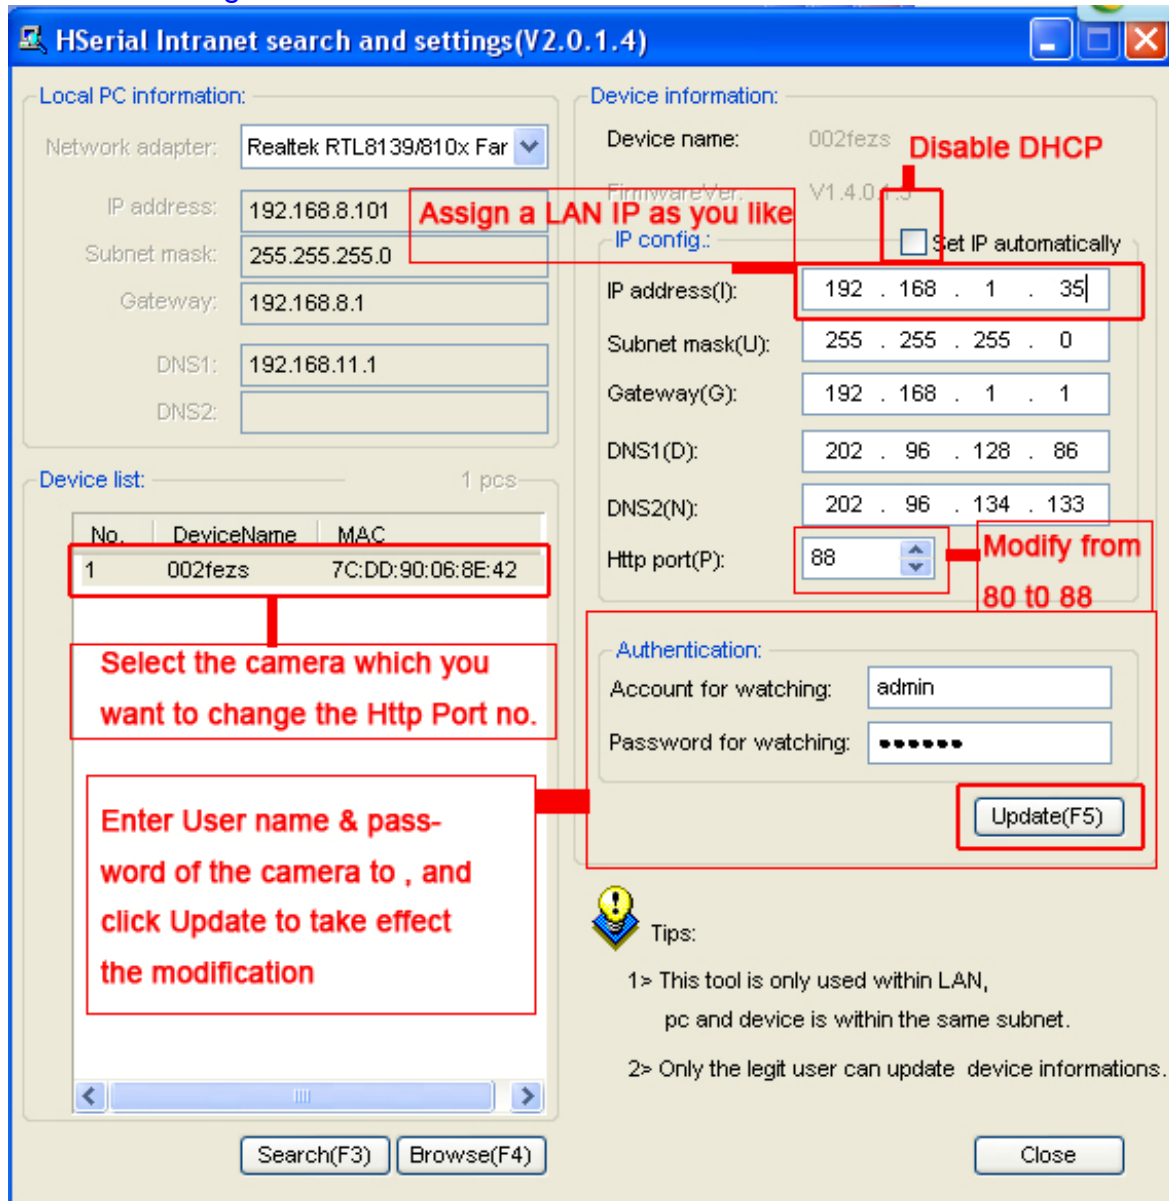 HSerial Intranet search and settings(V2.0.1.4)
Local PC information:
Network adapter: Realtek RTL8139/810x Far
IP address: 192.168.8.101
Subnet mask: 255.255.255.0
Gateway: 192.168.8.1
DNS1: 192.168.11.1
DNS2:
Device list: 1 pcs
No. DeviceName MAC
1 002fezs 7C:DD:90:06:8E:42
Select the camera which you
want to change the Http Port no.
Enter User name & pass-
word of the camera to , and
click Update to take effect
the modification
Search(F3) Browse(F4)
Device information:
Device name: 002fezs
Disable DHCP
FirmwareVer: V1.4.0.1.3
Assign a LAN IP as you like
IP config.: Set IP automatically
IP address(I): 192 . 168 . 1 . 35
Subnet mask(U): 255 . 255 . 255 . 0
Gateway(G): 192 . 168 . 1 . 1
DNS1(D): 202 . 96 . 128 . 86
DNS2(N): 202 . 96 . 134 . 133
Http port(P): 88
Modify from
80 t0 88
Authentication:
Account for watching: admin
Password for watching: ●●●●●●
Update(F5)
Tips:
1> This tool is only used within LAN,
pc and device is within the same subnet.
2> Only the legit user can update device informations.
Close